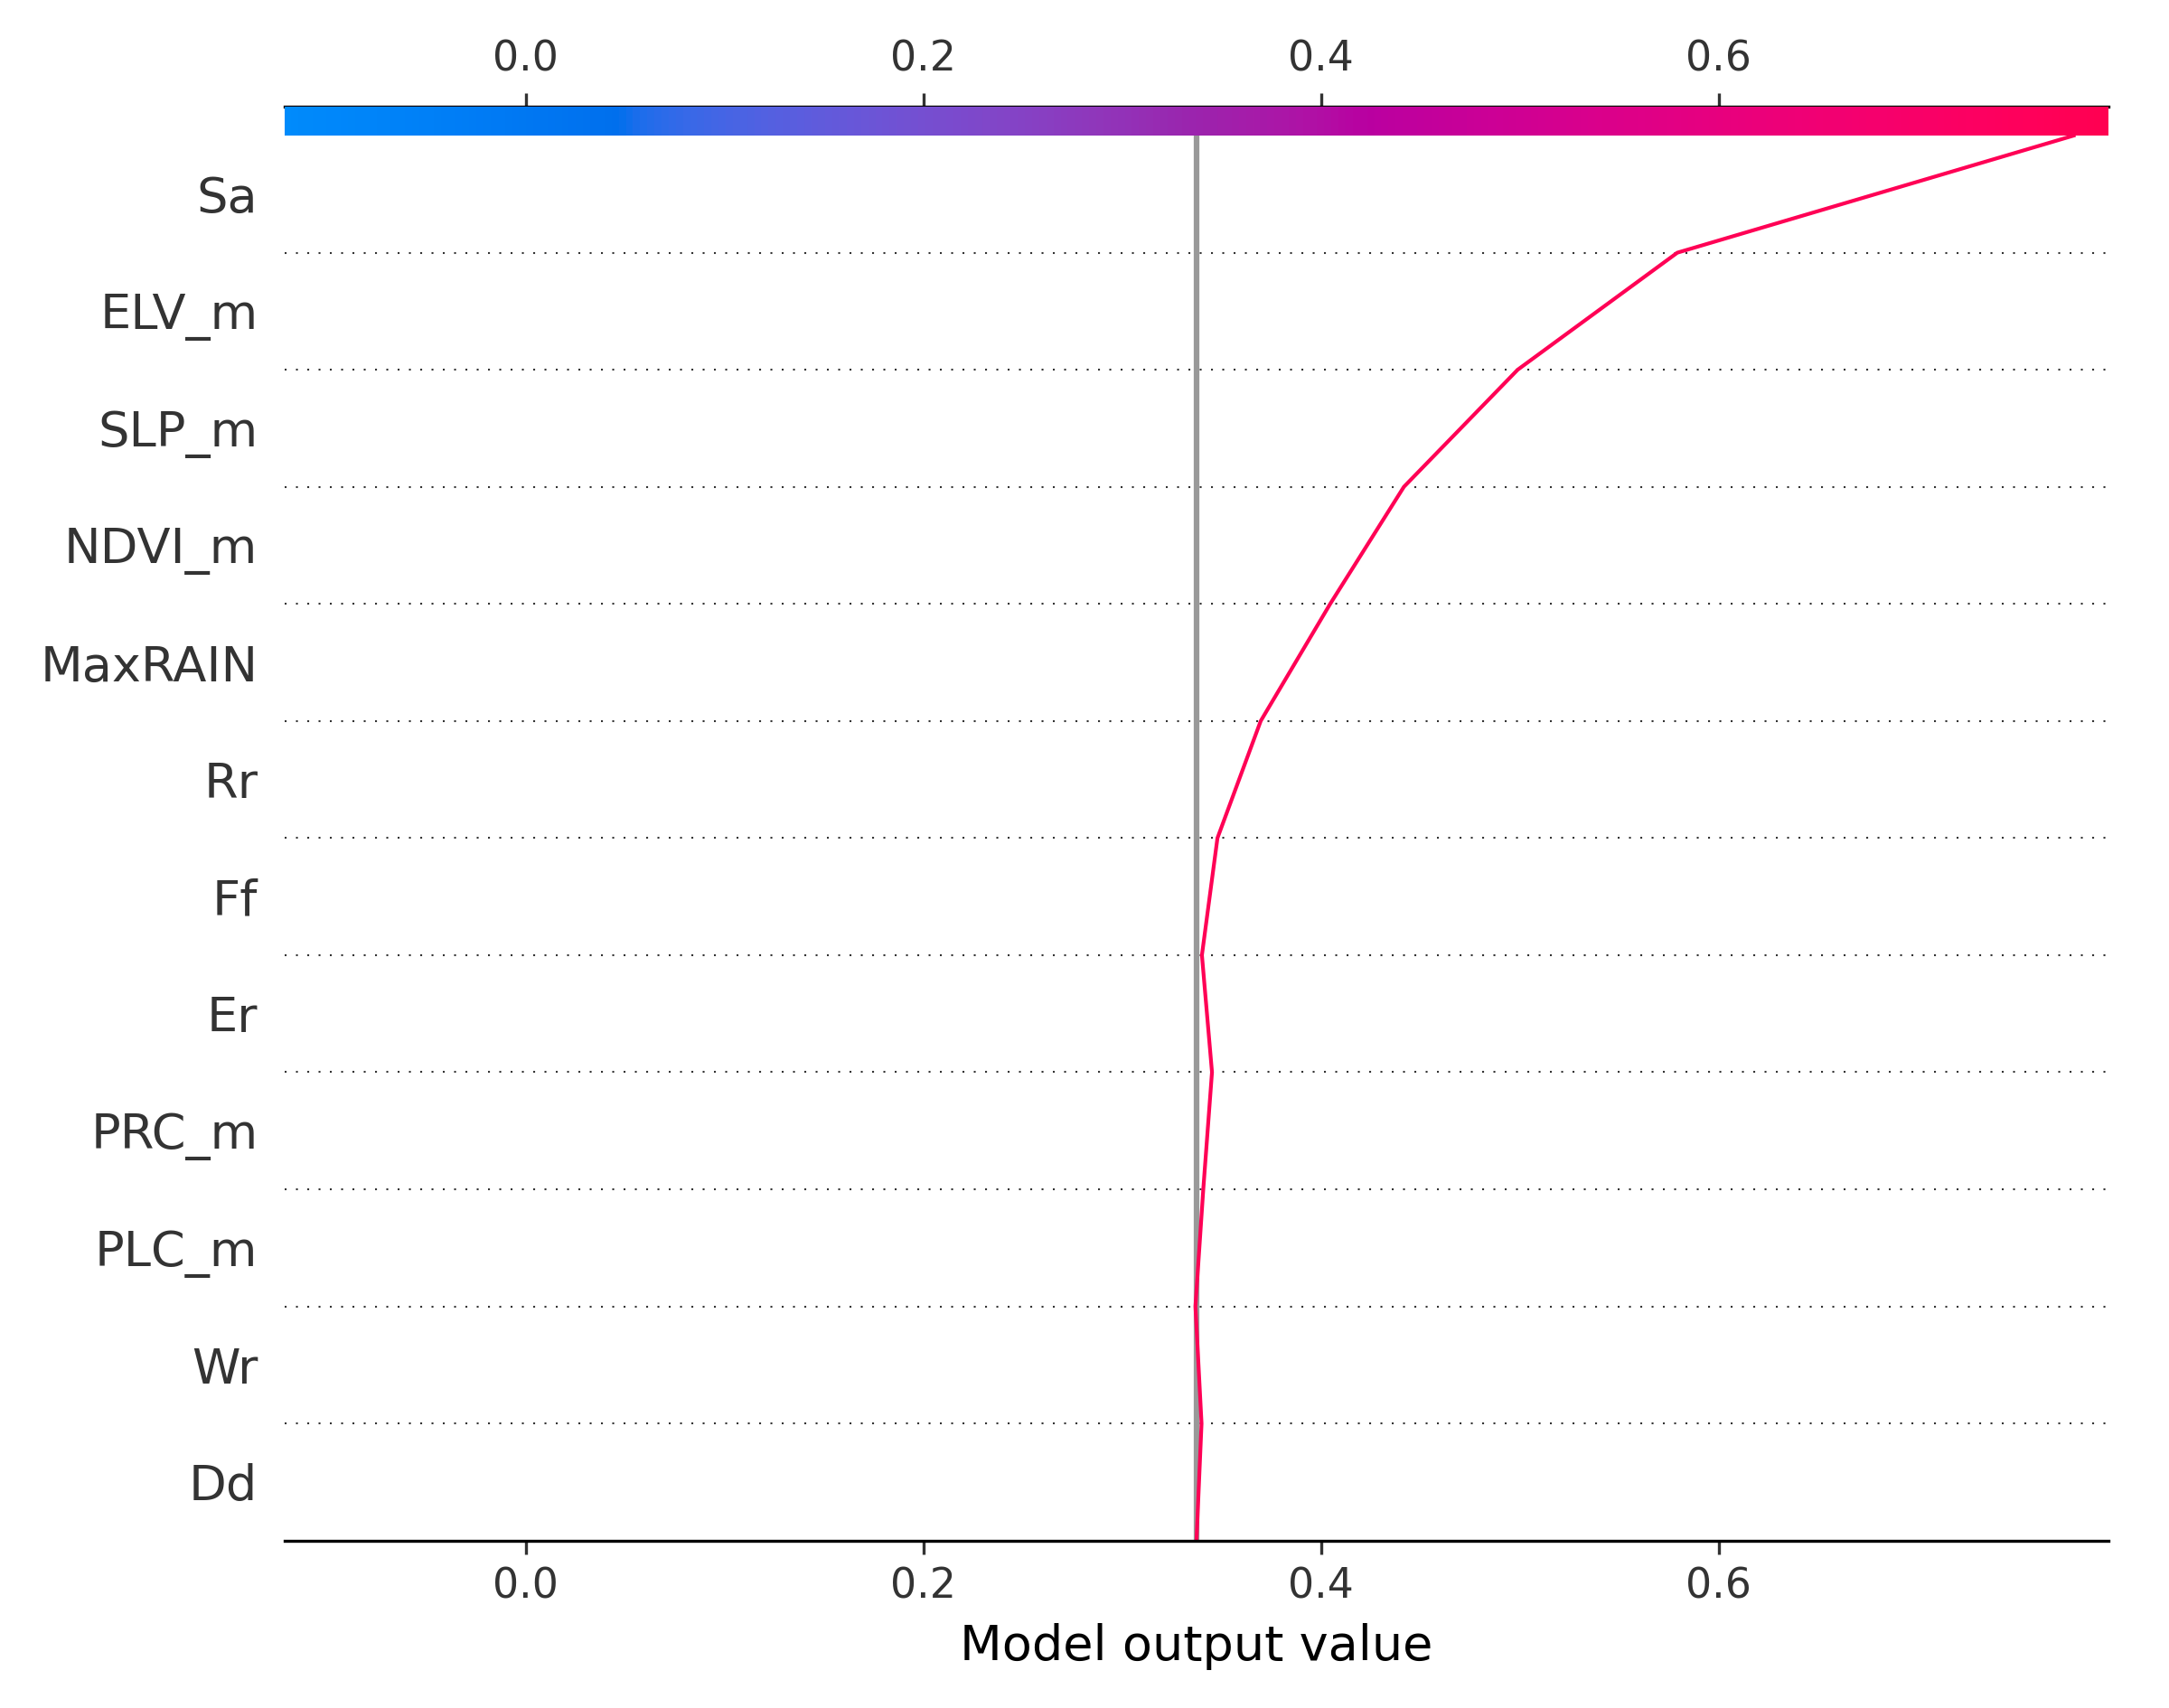 0.0 0.2 0.4 0.6
Sa
ELV_m
SLP_m
NDVI_m
MaxRAIN
Rr
Ff
Er
PRC_m
PLC_m
Wr
Dd
0.0 0.2 0.4 0.6
Model output value